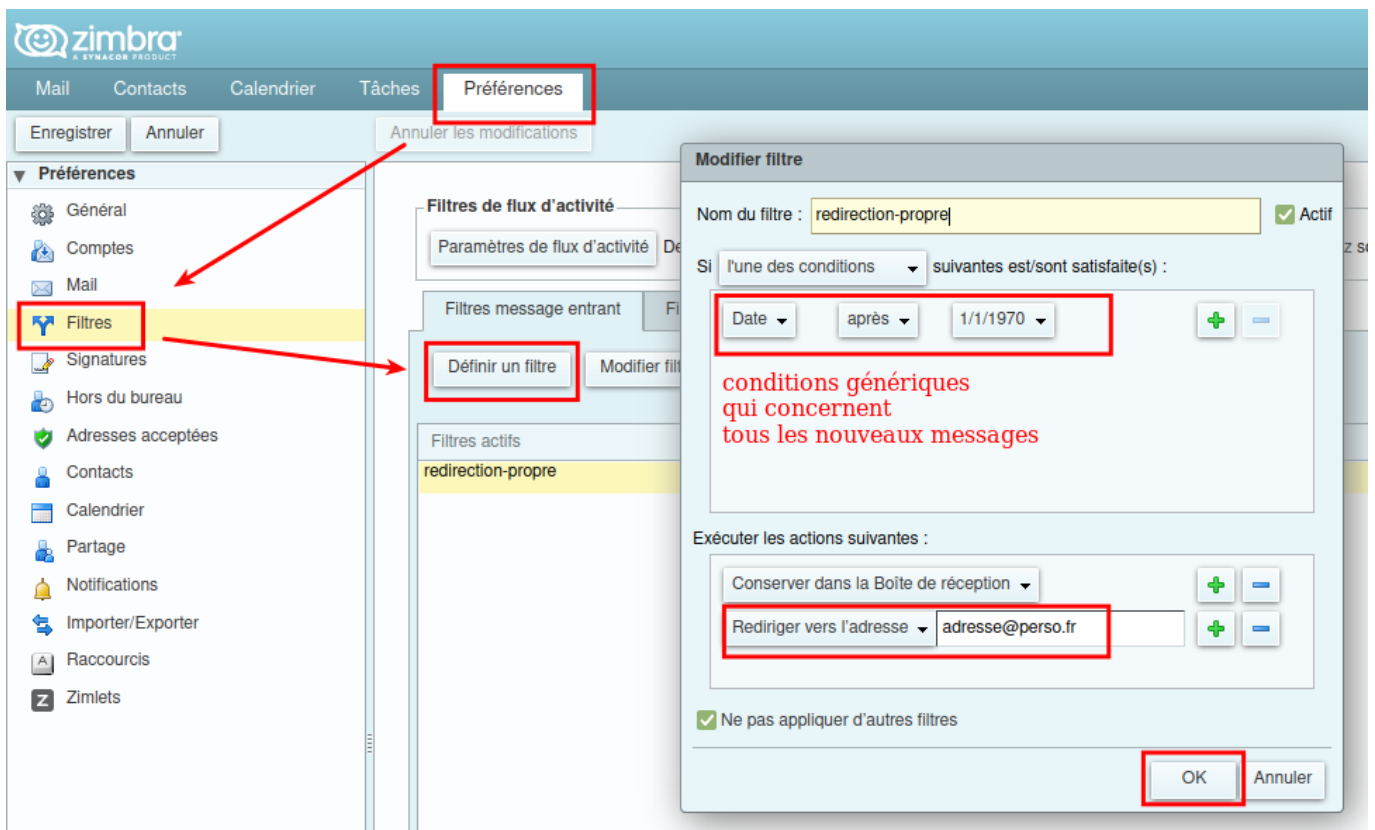 zimbra
A SYNACOR PRODUCT
Mail Contacts Calendrier Tâches Préférences
Enregistrer Annuler Annuler les modifications
Préférences
Général
Comptes
Mail
Filtres
Signatures
Hors du bureau
Adresses acceptées
Contacts
Calendrier
Partage
Notifications
Importer/Exporter
Raccourcis
Zimlets
Filtres de flux d'activité
Paramètres de flux d'activité
Filtres message entrant
Définir un filtre Modifier
Filtres actifs
redirection-propre
Modifier filtre
Nom du filtre : redirection-propre Actif
Si l'une des conditions suivantes est/sont satisfaite(s) :
Date après 1/1/1970
conditions génériques
qui concernent
tous les nouveaux messages
Exécuter les actions suivantes :
Conserver dans la Boîte de réception
Rediriger vers l'adresse adresse@perso.fr
Ne pas appliquer d'autres filtres
OK Annuler